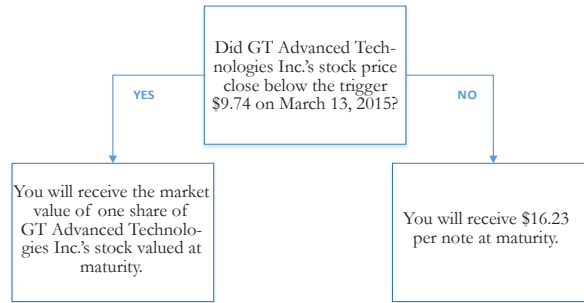 Did GT Advanced Tech-
nologies Inc.'s stock price
close below the trigger
$9.74 on March 13, 2015?
YES
NO
You will receive the market
value of one share of
GT Advanced Technolo-
gies Inc.'s stock valued at
maturity.
You will receive $16.23
per note at maturity.